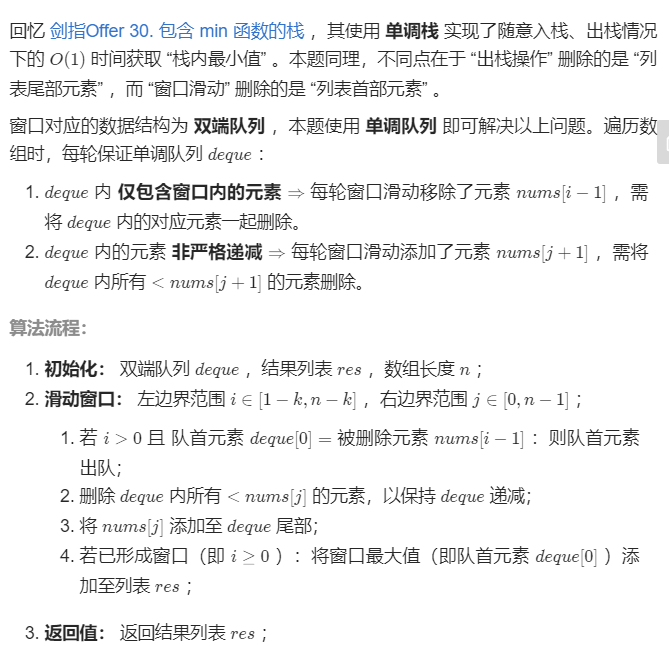 回忆 剑指Offer 30. 包含 min 函数的栈 ，其使用 单调栈 实现了随意入栈、出栈情况
下的 O(1) 时间获取 “栈内最小值” 。本题同理，不同点在于 “出栈操作” 删除的是 “列
表尾部元素” ，而 “窗口滑动” 删除的是 “列表首部元素” 。
窗口对应的数据结构为 双端队列 ，本题使用 单调队列 即可解决以上问题。遍历数
组时，每轮保证单调队列 deque ：
1. deque 内 仅包含窗口内的元素 ⇒ 每轮窗口滑动移除了元素 nums[i − 1] ，需
将 deque 内的对应元素一起删除。
2. deque 内的元素 非严格递减 ⇒ 每轮窗口滑动添加了元素 nums[j + 1] ，需将
deque 内所有 < nums[j + 1] 的元素删除。
算法流程：
1. 初始化： 双端队列 deque ，结果列表 res ，数组长度 n ；
2. 滑动窗口： 左边界范围 i ∈ [1 − k, n − k] ，右边界范围 j ∈ [0, n − 1] ；
1. 若 i > 0 且 队首元素 deque[0] = 被删除元素 nums[i − 1] ：则队首元素
出队；
2. 删除 deque 内所有 < nums[j] 的元素，以保持 deque 递减；
3. 将 nums[j] 添加至 deque 尾部；
4. 若已形成窗口（即 i ≥ 0 ）：将窗口最大值（即队首元素 deque[0] ）添
加至列表 res ；
3. 返回值： 返回结果列表 res ；